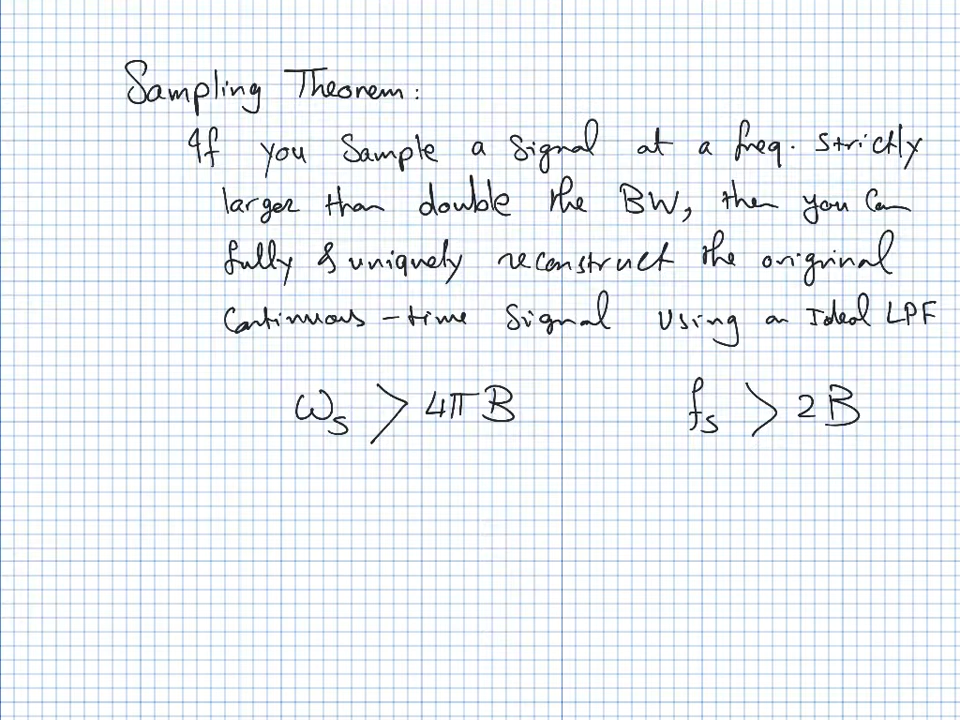 Sampling Theorem:
If you Sample a Signal at a freq. strictly
larger than double the BW, then you can
fully & uniquely reconstruct the original
Continuous-time Signal Using an Ideal LPF
ωₛ > 4πB fₛ > 2B